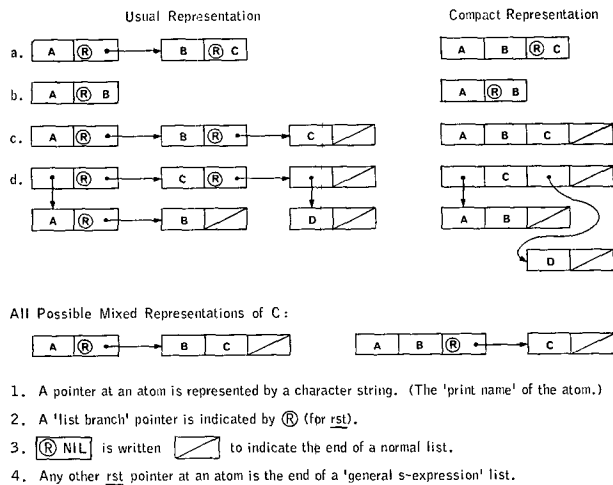 Usual Representation
Compact Representation
a. A Ⓡ B Ⓡ C A B Ⓡ C
b. A Ⓡ B A Ⓡ B
c. A Ⓡ B Ⓡ C A B C
d. Ⓡ C Ⓡ C
A Ⓡ B D A B
D
All Possible Mixed Representations of C:
A Ⓡ B C A B Ⓡ C
1. A pointer at an atom is represented by a character string. (The 'print name' of the atom.)
2. A 'list branch' pointer is indicated by Ⓡ (for rst).
3. Ⓡ NIL is written to indicate the end of a normal list.
4. Any other rst pointer at an atom is the end of a 'general s-expression' list.